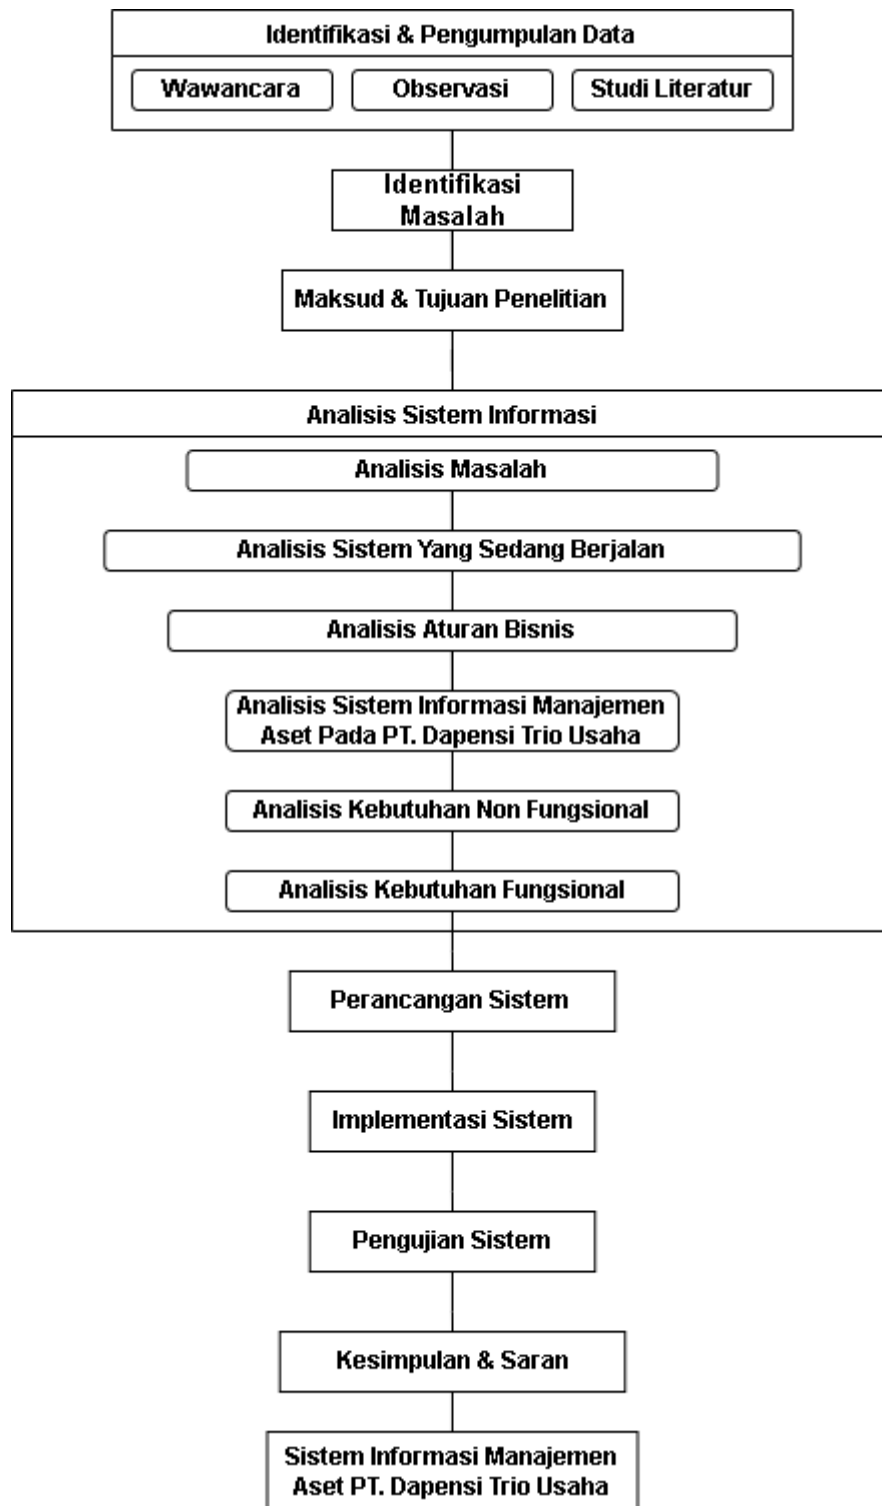 Identifikasi & Pengumpulan Data
Wawancara
Observasi
Studi Literatur
Identifikasi
Masalah
Maksud & Tujuan Penelitian
Analisis Sistem Informasi
Analisis Masalah
Analisis Sistem Yang Sedang Berjalan
Analisis Aturan Bisnis
Analisis Sistem Informasi Manajemen
Aset Pada PT. Dapensi Trio Usaha
Analisis Kebutuhan Non Fungsional
Analisis Kebutuhan Fungsional
Perancangan Sistem
Implementasi Sistem
Pengujian Sistem
Kesimpulan & Saran
Sistem Informasi Manajemen
Aset PT. Dapensi Trio Usaha